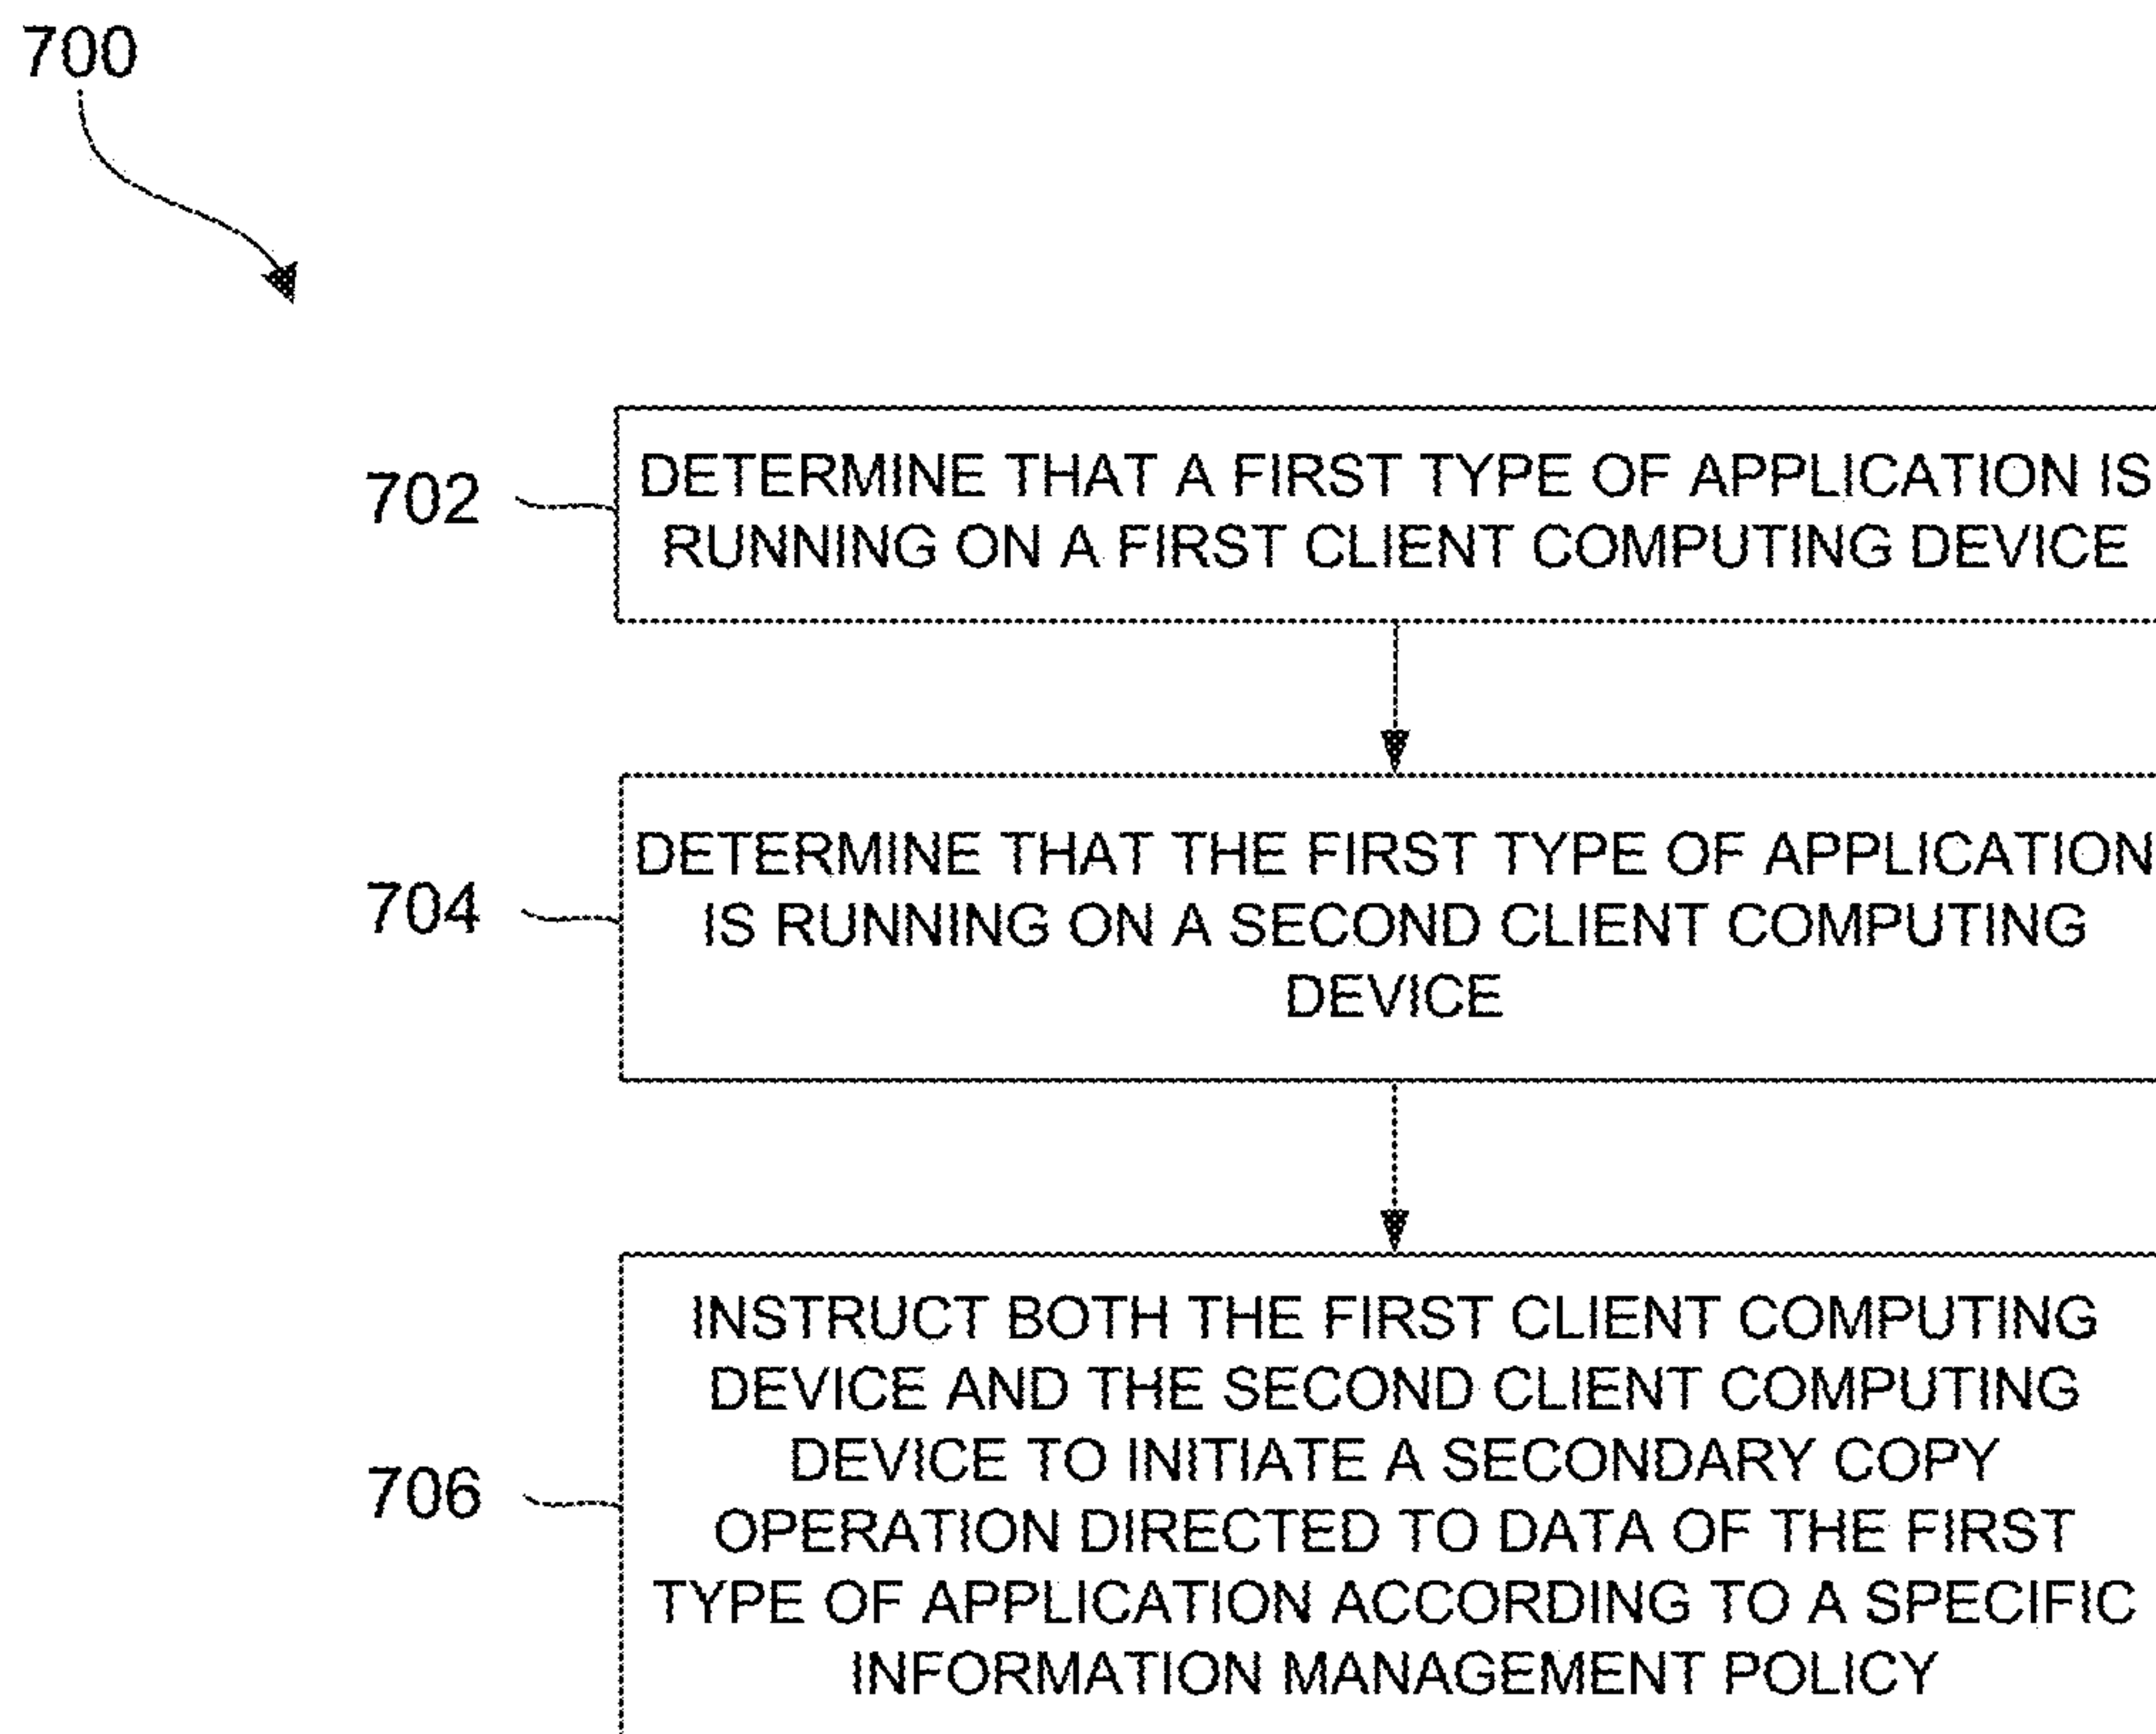 700
702
DETERMINE THAT A FIRST TYPE OF APPLICATION IS
RUNNING ON A FIRST CLIENT COMPUTING DEVICE
704
DETERMINE THAT THE FIRST TYPE OF APPLICATION
IS RUNNING ON A SECOND CLIENT COMPUTING
DEVICE
706
INSTRUCT BOTH THE FIRST CLIENT COMPUTING
DEVICE AND THE SECOND CLIENT COMPUTING
DEVICE TO INITIATE A SECONDARY COPY
OPERATION DIRECTED TO DATA OF THE FIRST
TYPE OF APPLICATION ACCORDING TO A SPECIFIC
INFORMATION MANAGEMENT POLICY